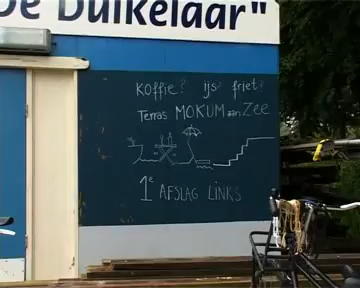 De Duikelaar"
koffie? ijs? friet?
Terras MOKUM aan Zee
1e AFSLAG LINKS